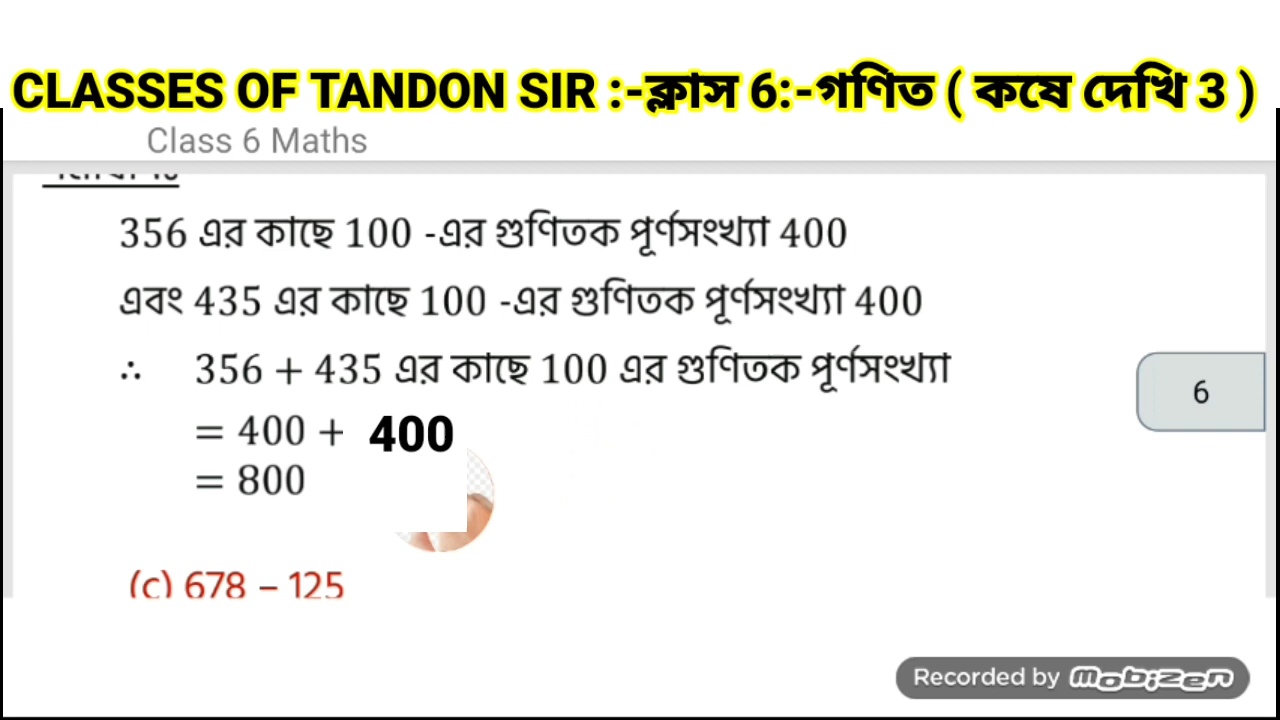 CLASSES OF TANDON SIR :-ক্লাস 6:-গণিত ( কষে দেখি 3 )
Class 6 Maths
356 এর কাছে 100 -এর গুণিতক পূর্ণসংখ্যা 400
এবং 435 এর কাছে 100 -এর গুণিতক পূর্ণসংখ্যা 400
∴ 356 + 435 এর কাছে 100 এর গুণিতক পূর্ণসংখ্যা
6
= 400 + 400
= 800
(c) 678 – 125
Recorded by Mobizen